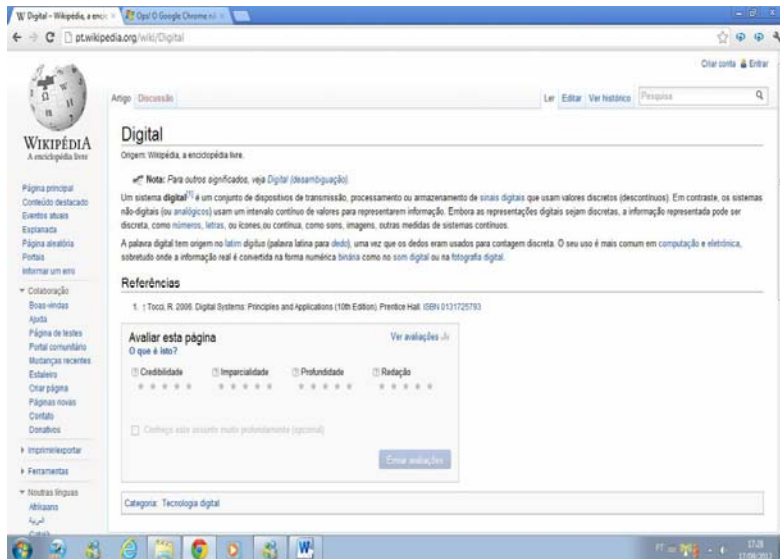 W Digital – Wikipédia, a encic
Ops! O Google Chrome nã
pt.wikipedia.org/wiki/Digital
Criar conta Entrar
Artigo Discussão Ler Editar Ver histórico Pesquisa
WIKIPÉDIA
A enciclopédia livre
Página principal
Conteúdo destacado
Eventos atuais
Esplanada
Página aleatória
Portais
Informar um erro
Colaboração
Boas-vindas
Ajuda
Página de testes
Portal comunitário
Mudanças recentes
Estaleiro
Criar página
Páginas novas
Contato
Donativos
Imprimir/exportar
Ferramentas
Noutras línguas
Afrikaans
العربية
Català
Digital
Origem: Wikipédia, a enciclopédia livre.
Nota: Para outros significados, veja Digital (desambiguação).
Um sistema digital[1] é um conjunto de dispositivos de transmissão, processamento ou armazenamento de sinais digitais que usam valores discretos (descontínuos). Em contraste, os sistemas
não-digitais (ou analógicos) usam um intervalo contínuo de valores para representarem informação. Embora as representações digitais sejam discretas, a informação representada pode ser
discreta, como números, letras, ou ícones,ou contínua, como sons, imagens, outras medidas de sistemas contínuos.
A palavra digital tem origem no latim digitus (palavra latina para dedo), uma vez que os dedos eram usados para contagem discreta. O seu uso é mais comum em computação e eletrônica,
sobretudo onde a informação real é convertida na forma numérica binária como no som digital ou na fotografia digital.
Referências
1. ↑ Tocci, R. 2006. Digital Systems: Principles and Applications (10th Edition). Prentice Hall. ISBN 0131725793
Avaliar esta página Ver avaliações
O que é isto?
Credibilidade Imparcialidade Profundidade Redação
Conheço este assunto muito profundamente (opcional)
Enviar avaliações
Categoria: Tecnologia digital
PT 17:28